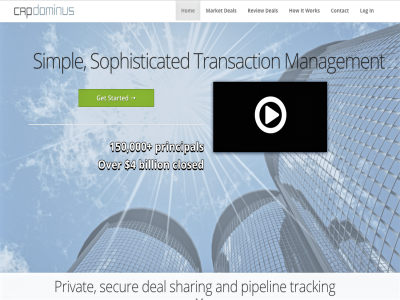 capdominus
Home Market Deals Review Deals How It Works Contact Log In
Simple, Sophisticated Transaction Management
Get Started →
150,000+ principals
Over $4 billion closed
Private, secure deal sharing and pipeline tracking